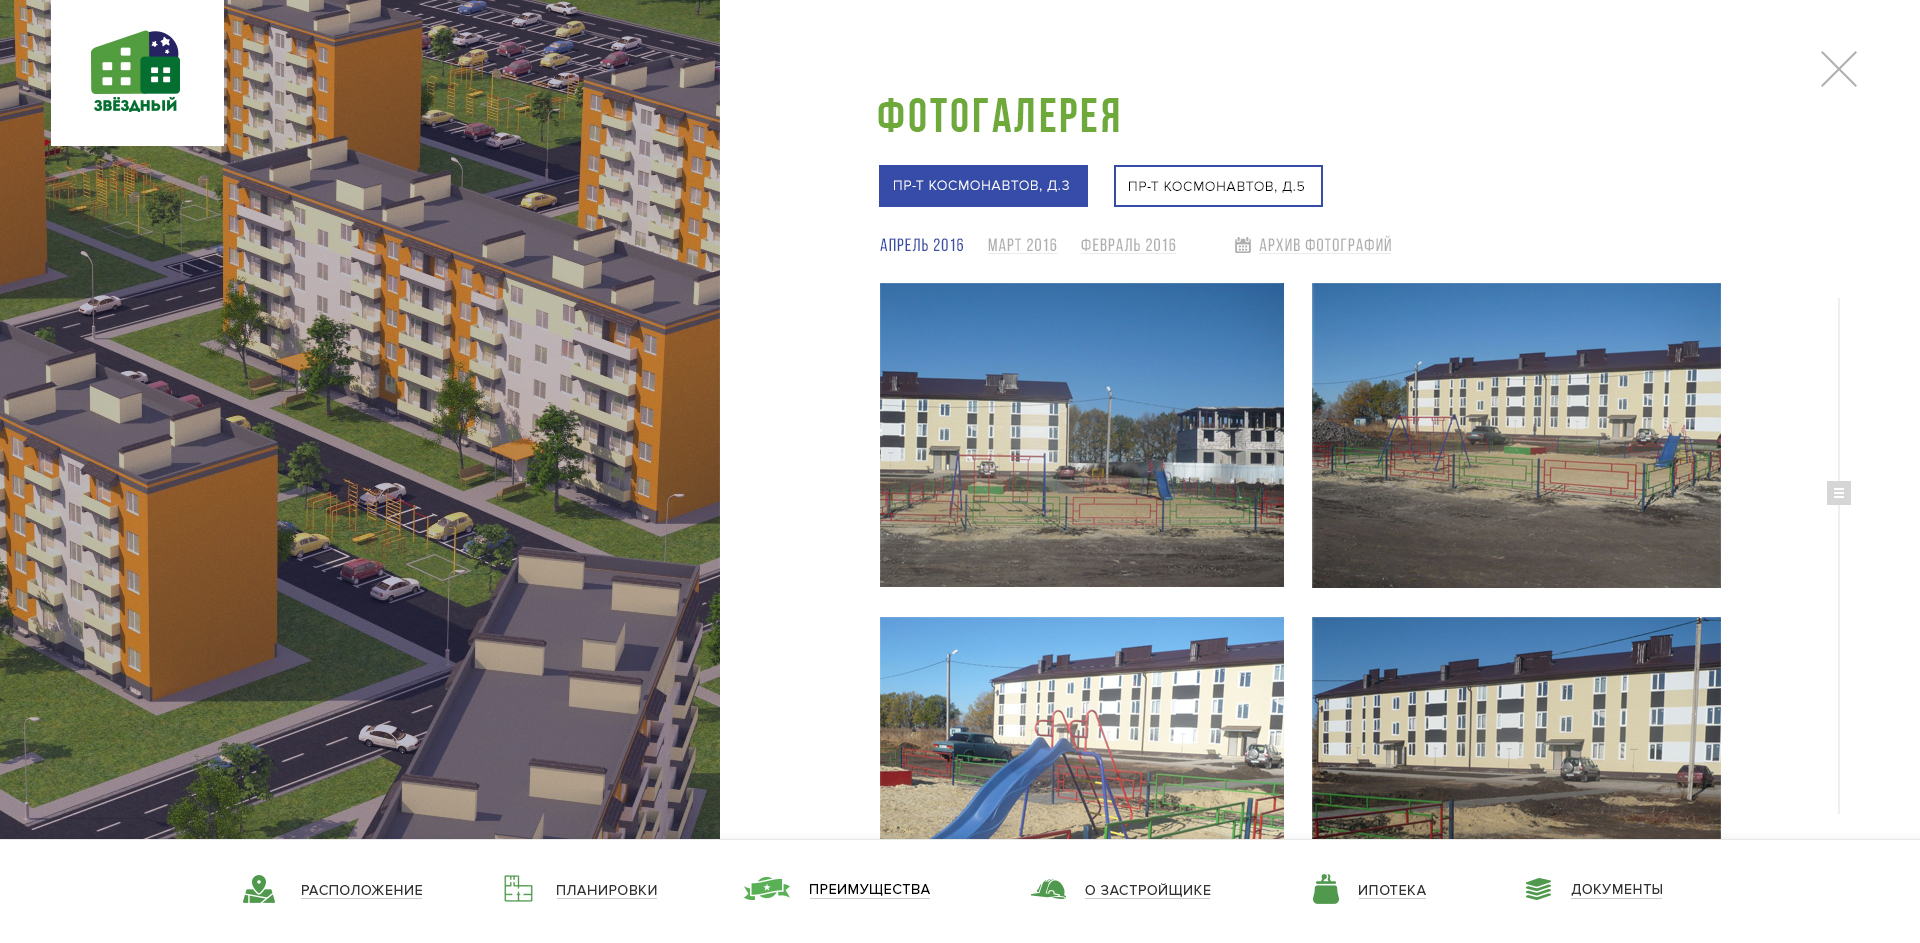 ЗВЁЗДНЫЙ
ФОТОГАЛЕРЕЯ
ПР-Т КОСМОНАВТОВ, Д.3
ПР-Т КОСМОНАВТОВ, Д.5
АПРЕЛЬ 2016
МАРТ 2016
ФЕВРАЛЬ 2016
АРХИВ ФОТОГРАФИЙ
РАСПОЛОЖЕНИЕ
ПЛАНИРОВКИ
ПРЕИМУЩЕСТВА
О ЗАСТРОЙЩИКЕ
ИПОТЕКА
ДОКУМЕНТЫ